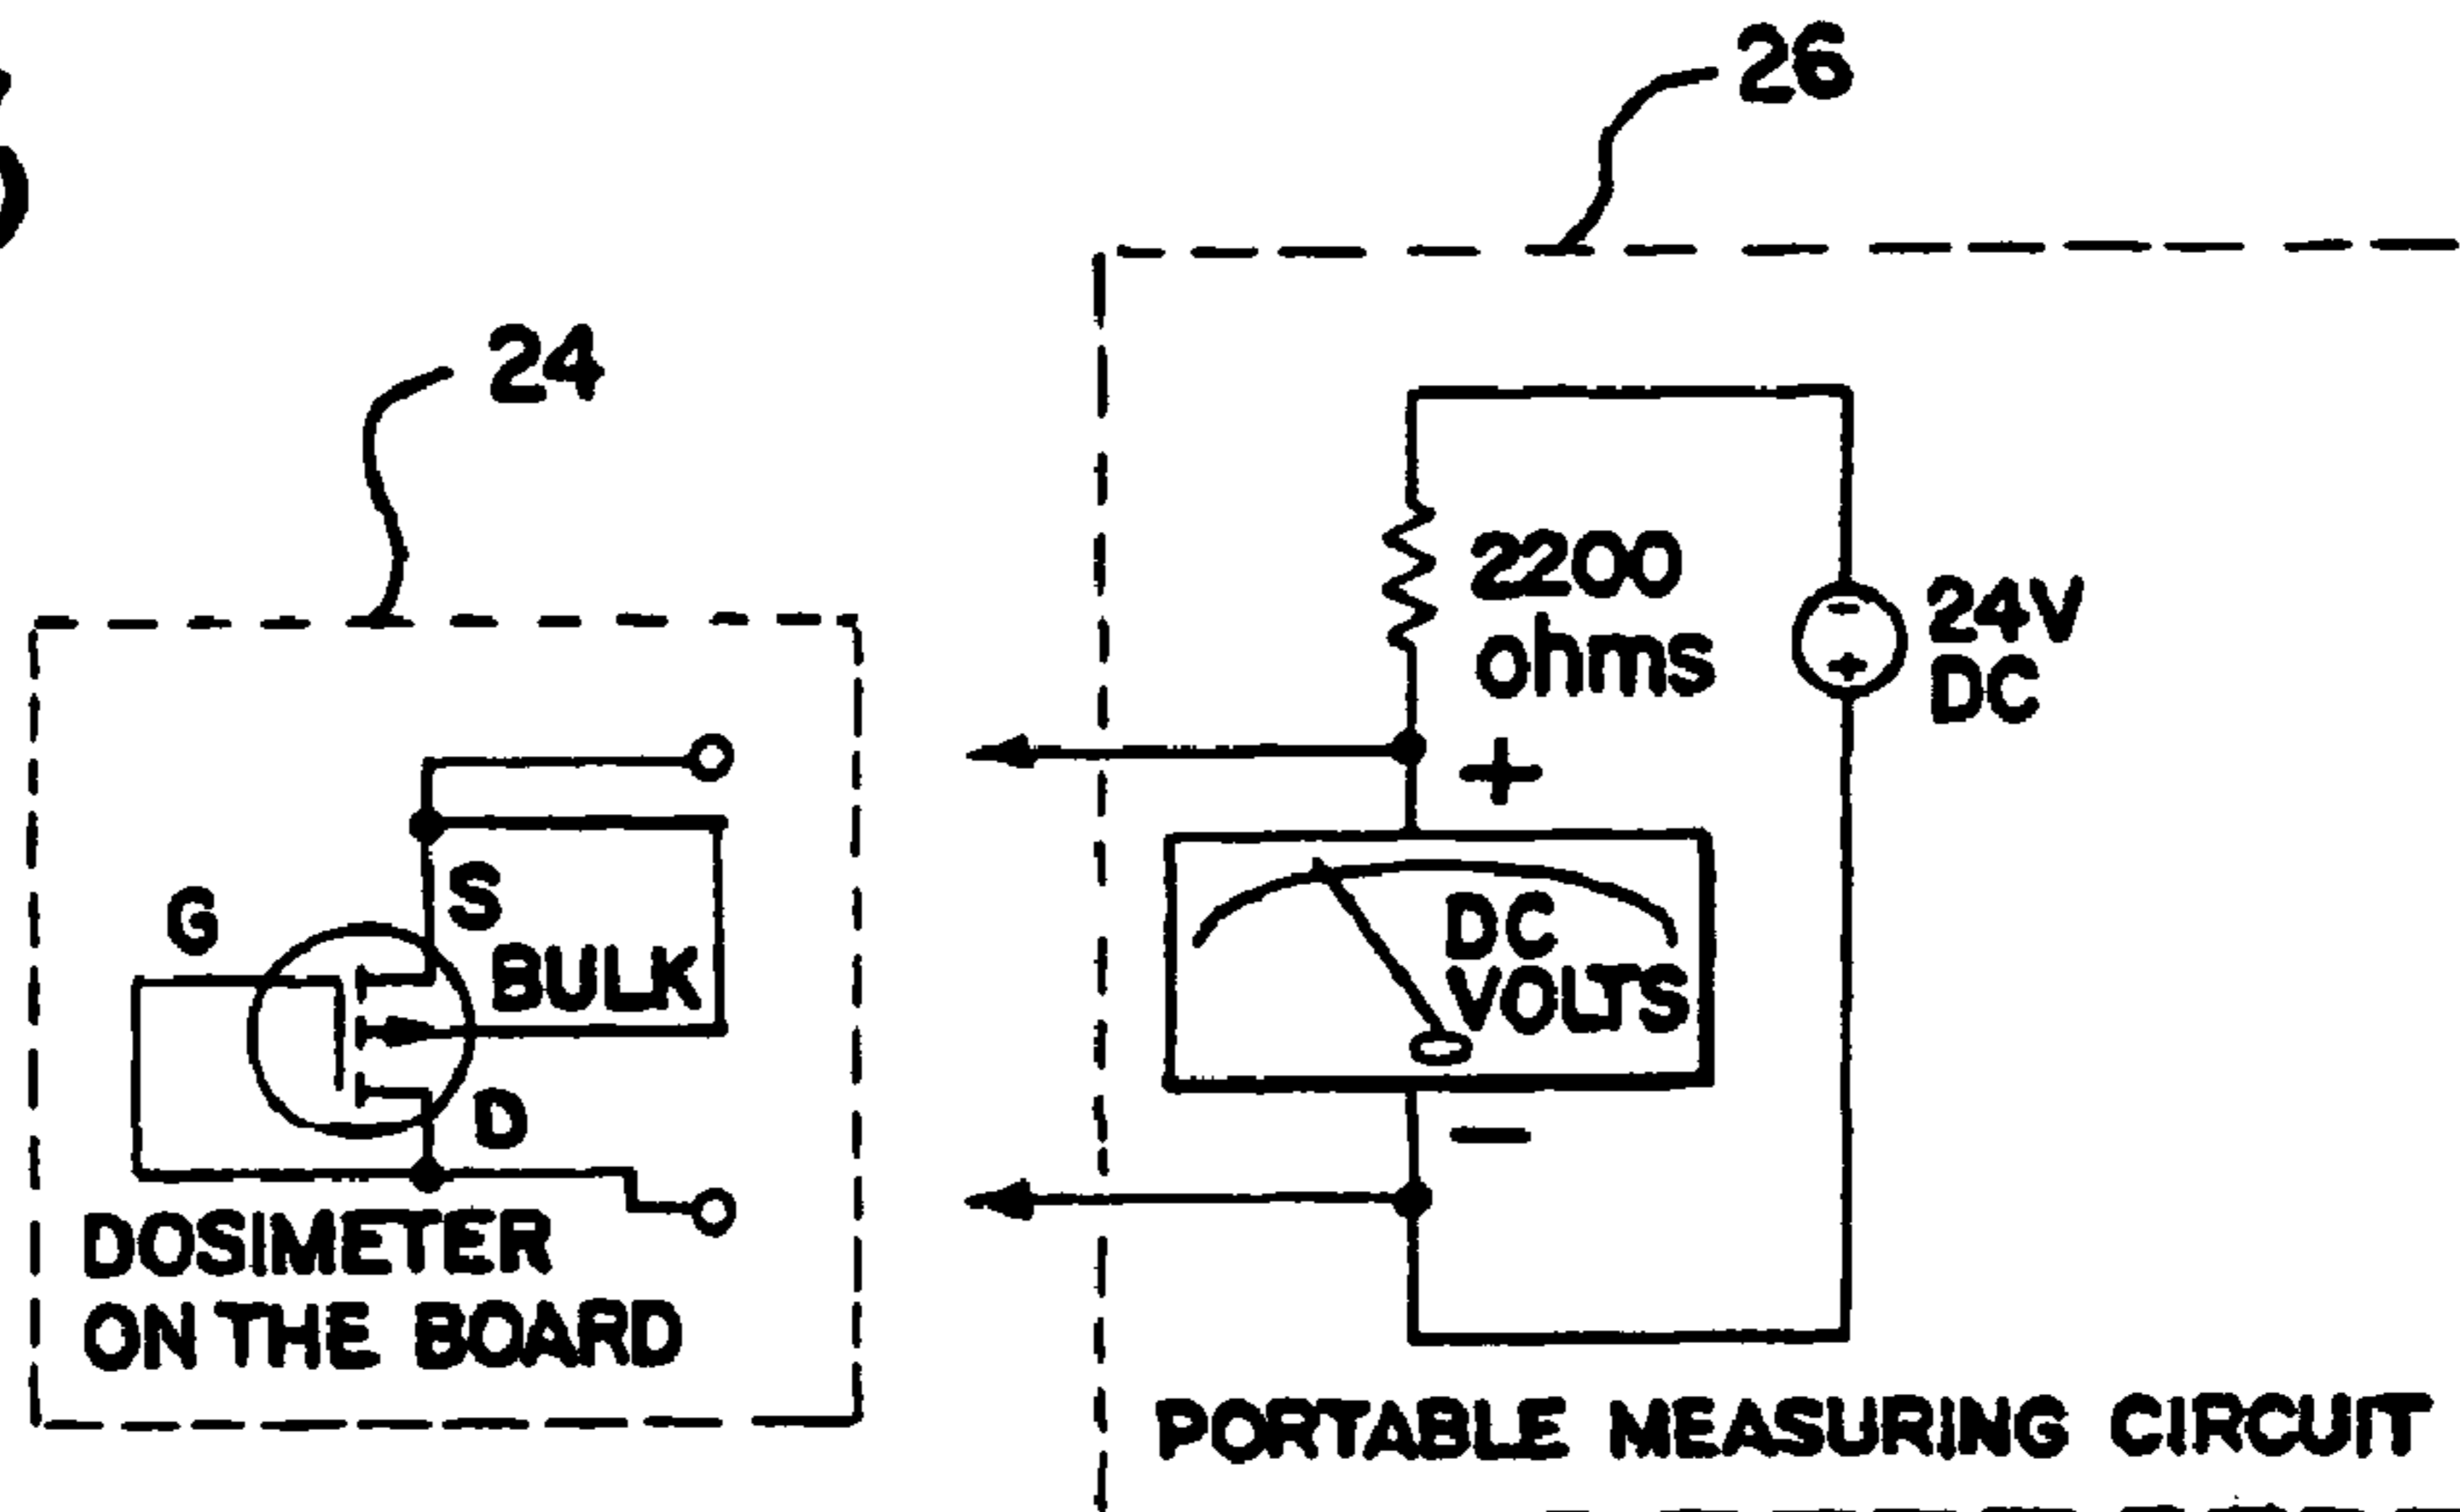 26
24
2200
ohms
24V
DC
+
S
G
BULK
D
DC
VOLTS
DOSIMETER
ON THE BOARD
PORTABLE MEASURING CIRCUIT